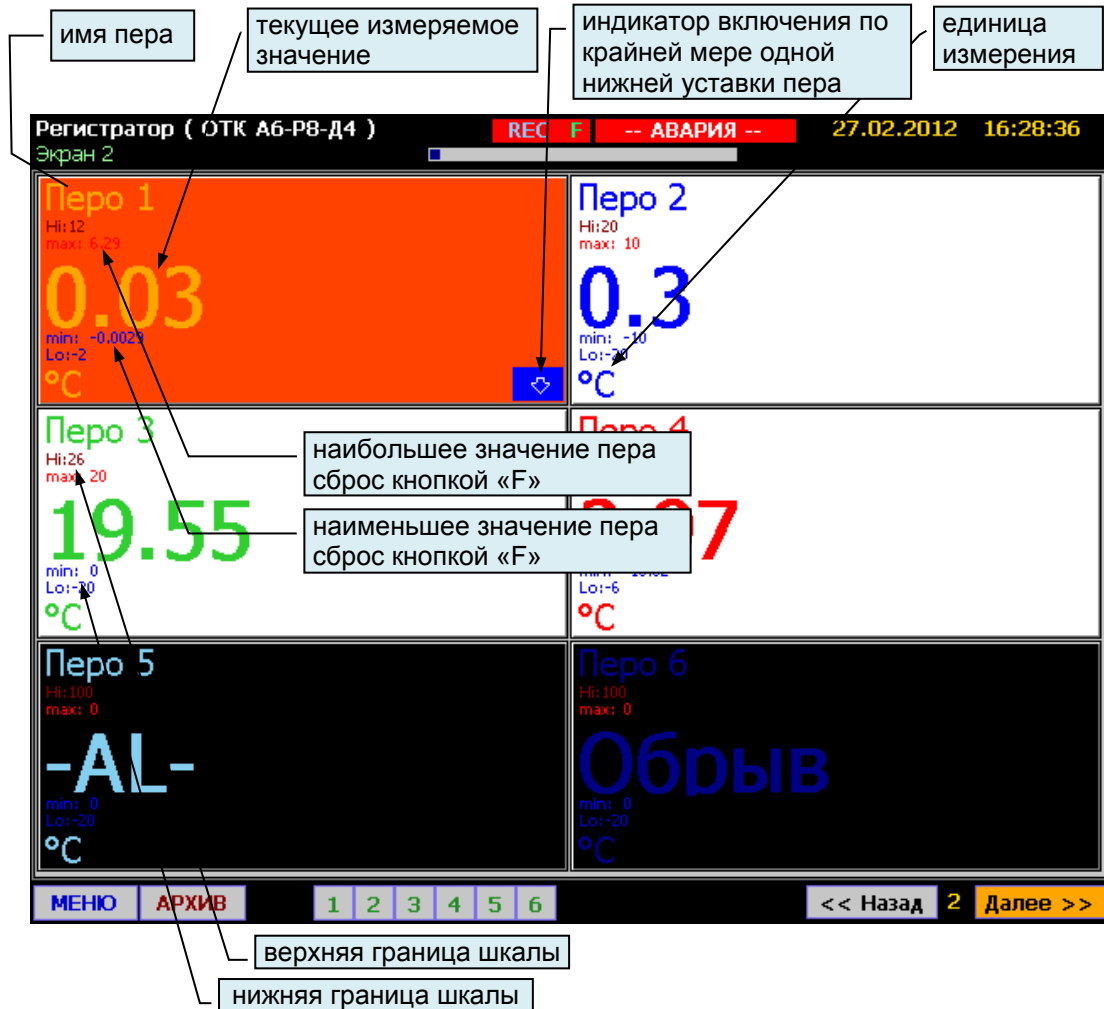 имя пера
текущее измеряемое
значение
индикатор включения по
крайней мере одной
нижней уставки пера
единица
измерения
Регистратор ( ОТК А6-Р8-Д4 )
REC F
-- АВАРИЯ --
27.02.2012 16:28:36
Экран 2
Перо 1
Hi:12
max: 6.29
0.03
min: -0.0029
Lo:-2
°C
Перо 2
Hi:20
max: 10
0.3
min: -10
Lo:-20
°C
Перо 3
Hi:26
max: 20
19.55
min: 0
Lo:-20
°C
Перо 4
наибольшее значение пера
сброс кнопкой «F»
наименьшее значение пера
сброс кнопкой «F»
Lo:-6
°C
Перо 5
Hi:100
max: 0
-AL-
min: 0
Lo:-20
°C
Перо 6
Hi:100
max: 0
Обрыв
min: 0
Lo:-20
°C
МЕНЮ АРХИВ 1 2 3 4 5 6 << Назад 2 Далее >>
верхняя граница шкалы
нижняя граница шкалы